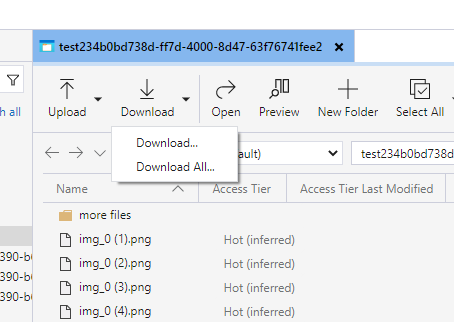 test234b0bd738d-ff7d-4000-8d47-63f76741fee2
Upload Download Open Preview New Folder Select All
h all
Download...
Download All...
ault)
test234b0bd738d
Name Access Tier Access Tier Last Modified
more files
img_0 (1).png Hot (inferred)
img_0 (2).png Hot (inferred)
390-b
img_0 (3).png Hot (inferred)
390-b
img_0 (4).png Hot (inferred)
390-b